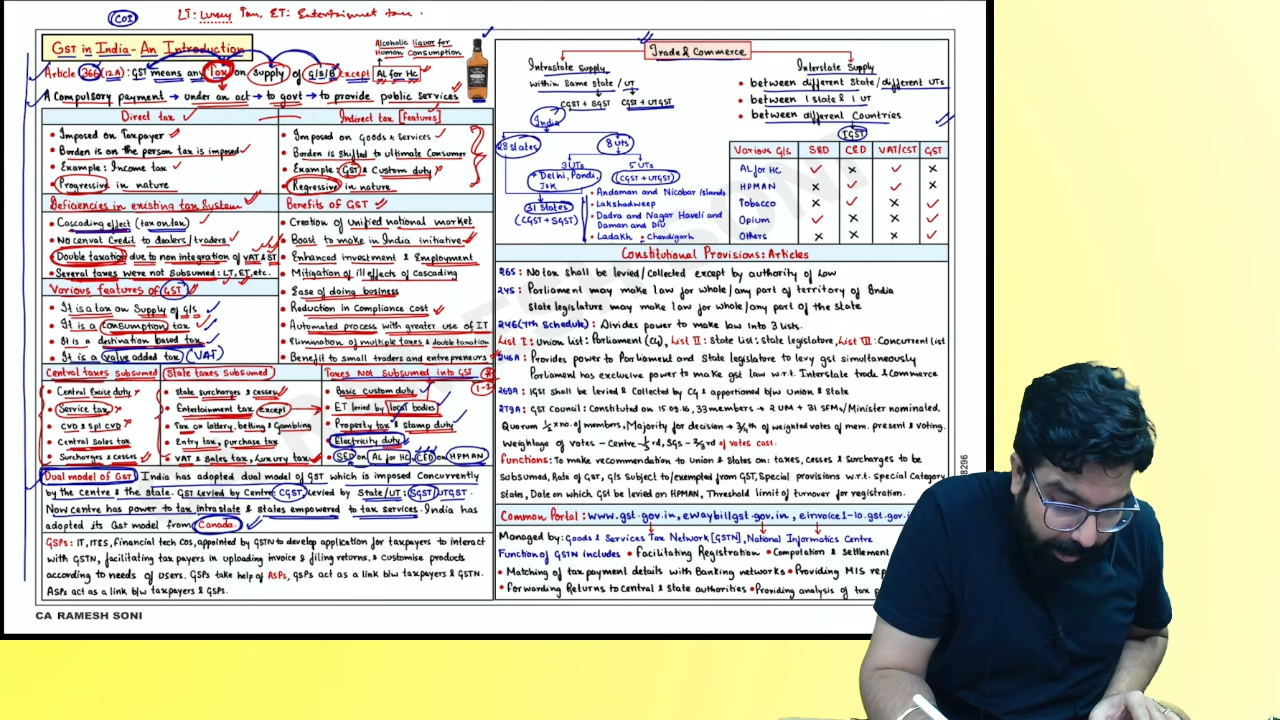 COI
LT: Luxury Tax, ET: Entertainment tax.
GST in India - An Introduction
Alcoholic liquor for
Human Consumption
Article 366(12A): GST means any Tax on supply of G/S/B except AL for HC
A Compulsory payment → under an act → to govt → to provide public services
Direct tax
• Imposed on Taxpayer
• Burden is on the person tax is imposed
• Example: Income tax
• Progressive in nature
Indirect tax [Features]
• Imposed on Goods & Services
• Burden is shifted to ultimate Consumer
• Example: GST & Custom duty
• Regressive in nature
Deficiencies in existing tax System
• Cascading effect (tax on tax)
• No cenvat Credit to dealers/traders
• Double taxation due to non integration of VAT & ST
• Several taxes were not Subsumed: LT, ET, etc.
Various features of GST
• It is a tax on Supply of G/S
• It is a consumption tax
• It is a destination based tax
• It is a value added tax (VAT)
Benefits of GST
• Creation of Unified national market
• Boost to make in India initiative
• Enhanced investment & Employment
• Mitigation of ill effects of cascading
• Ease of doing business
• Reduction in Compliance cost
• Automated process with greater use of IT
• Elimination of multiple taxes & double taxation
• Benefit to small traders and entrepreneurs
Central taxes subsumed
• Central Excise duty
• Service tax
• CVD & Spl CVD
• Central sales tax
• Surcharges & cesses
State taxes Subsumed
• State surcharges & cesses
• Entertainment tax except
• Tax on lottery, betting & Gambling
• Entry tax, purchase tax
• VAT & Sales tax, Luxury tax
Taxes Not Subsumed into GST
• Basic custom duty
• ET levied by local bodies
• Property tax & stamp duty
• Electricity duty
• SED on AL for HC, CED on HPMAN
Dual model of GST: India has adopted dual model of GST which is imposed Concurrently
by the centre & the state. GST Levied by Centre: CGST, Levied by State/UT: SGST/UTGST.
Now centre has power to tax intrastate & states empowered to tax services. India has
adopted its Gst model from Canada.
GSPs: IT, ITES, financial tech COs, appointed by GSTN to develop application for taxpayers to interact
with GSTN, facilitating tax payers in uploading invoice & filing returns, & customise products
according to needs of users. GSPs take help of ASPs, GSPs act as a link b/w taxpayers & GSTN.
ASPs act as a link b/w taxpayers & GSPs.
Trade & Commerce
Intrastate Supply
within Same state / UT
CGST + SGST CGST + UTGST
India
28 States
8 UTs
3 UTs
Delhi, Pondi,
J&K
5 UTs
(CGST + UTGST)
31 States
(CGST + SGST)
• Andaman and Nicobar islands
• Lakshadweep
• Dadra and Nagar Haveli and
Daman and Diu
• Ladakh • Chandigarh
Interstate Supply
• between different State/different UTs
• between 1 state & 1 UT
• between different Countries
IGST
Various G/s SED CED VAT/CST GST
AL for HC ✓ × ✓ ×
HPMAN × ✓ ✓ ×
Tobacco × ✓ × ✓
Opium ✓ × × ✓
Others × × × ✓
Constitutional Provisions: Articles
265: No tax shall be levied/Collected except by authority of Law
245: Parliament may make law for whole/any part of territory of India
State legislature may make law for whole/any part of the state
246(7th Schedule): Divides power to make law into 3 lists.
List I: Union List: Parliament (CG), List II: State List: State legislature, List III: Concurrent list
246A: Provides power to Parliament and State legislature to levy gst simultaneously
Parliament has exclusive power to make gst law w.r.t. Interstate trade & Commerce
269A: IGST shall be levied & Collected by CG & apportioned b/w Union & State
279A: GST Council: Constituted on 15.09.16, 33 members → 2 UM + 31 SFMs/Minister nominated,
Quorum ½ × no. of members, Majority for decision → 3/4th of weighted votes of mem. present & voting.
Weightage of votes - Centre - ⅓rd, SGs - 2/3rd of votes cast.
Functions: To make recommendation to Union & States on: taxes, cesses & Surcharges to be
Subsumed, Rate of GST, G/s Subject to/exempted from GST, Special provisions w.r.t. special Category
States, Date on which GST be levied on HPMAN, Threshold limit of turnover for registration.
Common Portal: www.gst.gov.in, ewaybillgst.gov.in, einvoice1-10.gst.gov.i
Managed by: Goods & Services Tax Network [GSTN], National Informatics Centre
Function of GSTN includes • Facilitating Registration • Computation & Settlement
• Matching of tax payment details with Banking networks • Providing MIS rep
• Forwarding Returns to Central & State authorities • Providing analysis of tax p
8296
CA RAMESH SONI